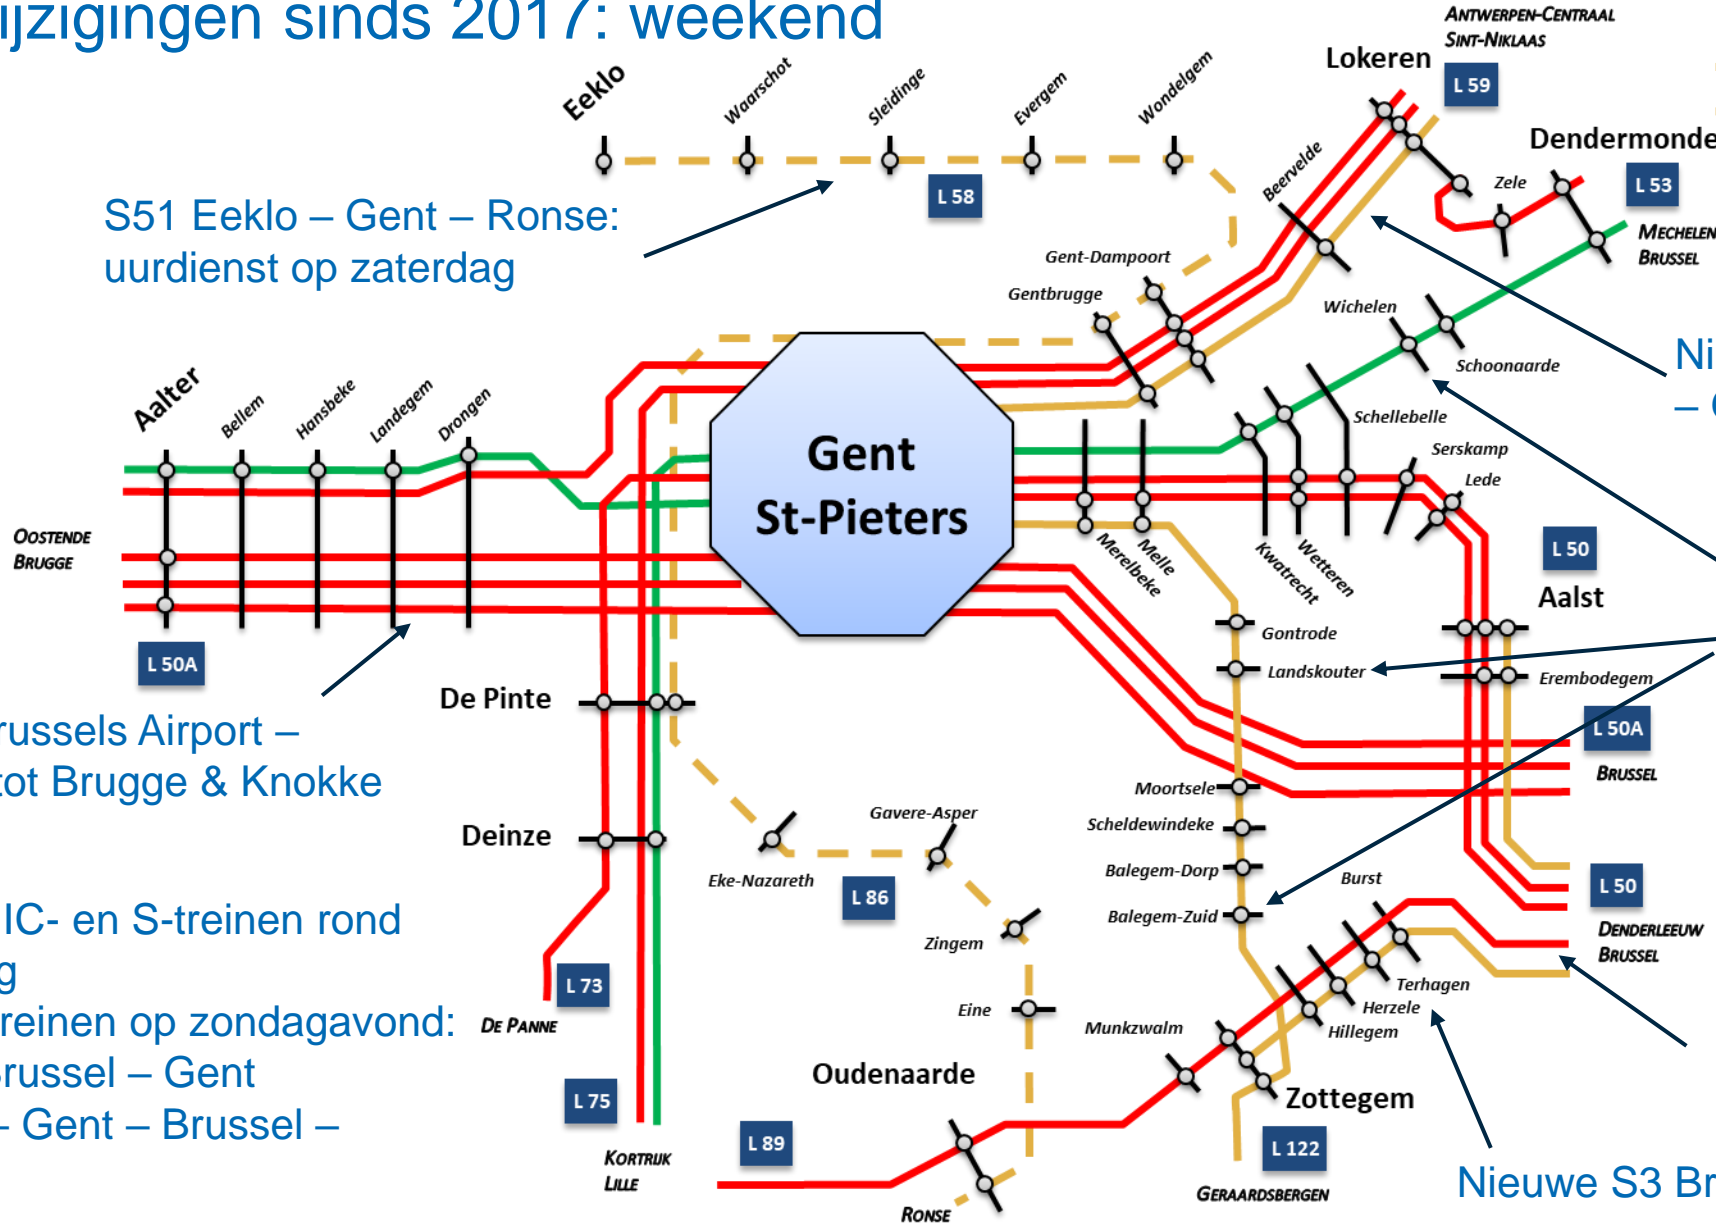 ijzigingen sinds 2017: weekend
ANTWERPEN-CENTRAAL
SINT-NIKLAAS
Lokeren
L 59
Eeklo
Waarschot
Sleidinge
Evergem
Wondelgem
L 58
Beervelde
Dendermonde
Zele
L 53
MECHELEN
BRUSSEL
S51 Eeklo – Gent – Ronse:
uurdienst op zaterdag
Gent-Dampoort
Gentbrugge
Wichelen
Schoonaarde
Ni
– G
Aalter
Bellem
Hansbeke
Landegem
Drongen
Gent
St-Pieters
Schellebelle
Serskamp
Lede
OOSTENDE
BRUGGE
Merelbeke
Melle
Kwatrecht
Wetteren
L 50
Aalst
Gontrode
Landskouter
Erembodegem
L 50A
L 50A
BRUSSEL
De Pinte
russels Airport –
tot Brugge & Knokke
Moortsele
Scheldewindeke
Balegem-Dorp
Balegem-Zuid
Deinze
Gavere-Asper
Eke-Nazareth
L 86
Burst
L 50
DENDERLEEUW
BRUSSEL
IC- en S-treinen rond
g
reinen op zondagavond:
Brussel – Gent
– Gent – Brussel –
Zingem
Eine
L 73
DE PANNE
Terhagen
Herzele
Hillegem
Munkzwalm
Oudenaarde
Zottegem
L 75
KORTRIJK
LILLE
L 89
RONSE
L 122
GERAARDSBERGEN
Nieuwe S3 Br